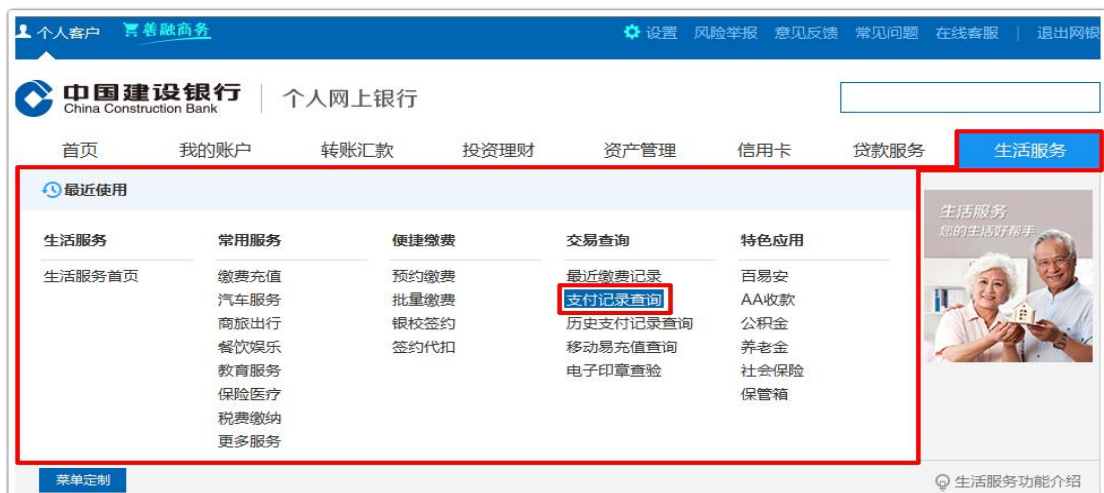 个人客户 善融商务 设置 风险举报 意见反馈 常见问题 在线客服 | 退出网银
中国建设银行 | 个人网上银行
China Construction Bank
首页 我的账户 转账汇款 投资理财 资产管理 信用卡 贷款服务 生活服务
最近使用
生活服务 常用服务 便捷缴费 交易查询 特色应用
生活服务首页 缴费充值 预约缴费 最近缴费记录 百易安
汽车服务 批量缴费 支付记录查询 AA收款
商旅出行 银校签约 历史支付记录查询 公积金
餐饮娱乐 签约代扣 移动易充值查询 养老金
教育服务 电子印章查验 社会保险
保险医疗 保管箱
税费缴纳
更多服务
生活服务
您的生活好帮手
菜单定制 生活服务功能介绍